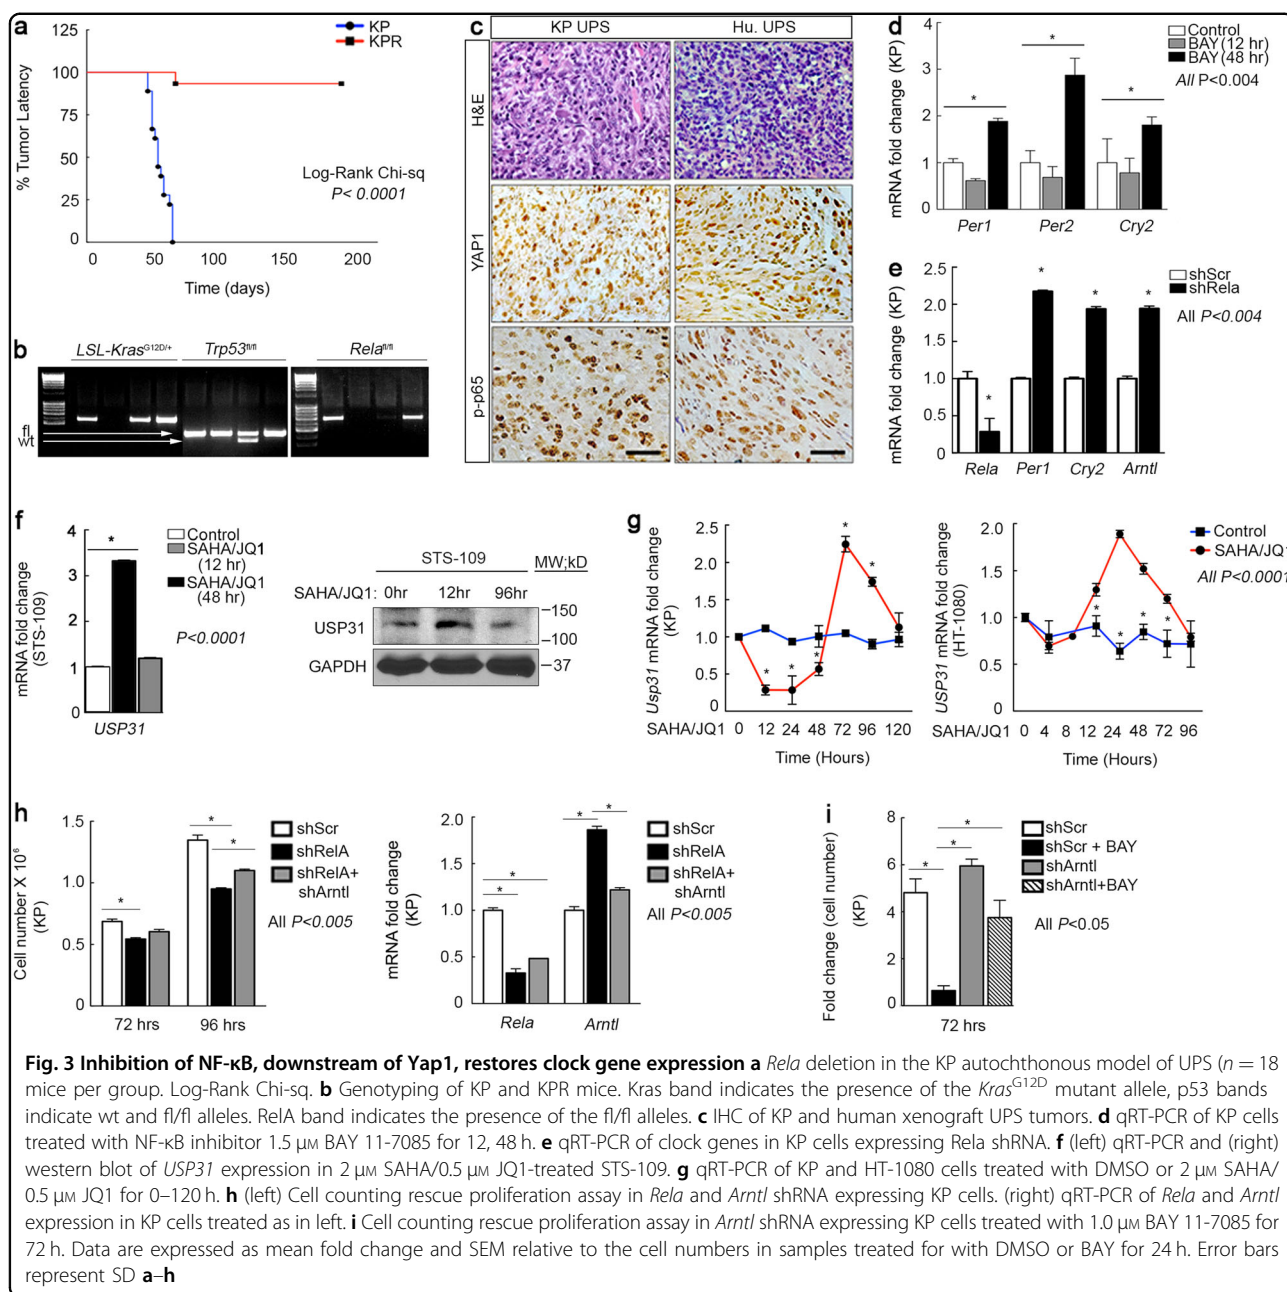 a
KP
KPR
% Tumor Latency
125
100
75
50
25
0
Log-Rank Chi-sq
P< 0.0001
0 50 100 150 200
Time (days)
b
LSL-KrasG12D/+ Trp53fl/fl Relafl/fl
fl
wt
c
KP UPS Hu. UPS
H&E
YAP1
p-p65
d
Control
BAY (12 hr)
BAY (48 hr)
All P<0.004
mRNA fold change (KP)
4
3
2
1
0
* * *
Per1 Per2 Cry2
e
shScr
shRela
All P<0.004
mRNA fold change (KP)
2.5
2.0
1.5
1.0
0.5
0
* * * *
Rela Per1 Cry2 Arntl
f
Control
SAHA/JQ1
(12 hr)
SAHA/JQ1
(48 hr)
P<0.0001
mRNA fold change
(STS-109)
4
3
2
1
0
*
USP31
STS-109 MW;kD
SAHA/JQ1: 0hr 12hr 96hr
USP31
GAPDH
–150
–100
–37
g
Usp31 mRNA fold change
(KP)
2.5
2.0
1.5
1.0
0.5
0
* * * * *
SAHA/JQ1 0 12 24 48 72 96 120
Time (Hours)
USP31 mRNA fold change
(HT-1080)
2.0
1.5
1.0
0.5
0
* * * *
SAHA/JQ1 0 4 8 12 24 48 72 96
Time (Hours)
Control
SAHA/JQ1
All P<0.0001
h
Cell number X 10⁶
(KP)
1.5
1.0
0.5
0
* * *
72 hrs 96 hrs
shScr
shRelA
shRelA+
shArntl
All P<0.005
mRNA fold change
(KP)
2.0
1.5
1.0
0.5
0
* * * *
Rela Arntl
shScr
shRelA
shRelA+
shArntl
All P<0.005
i
Fold change (cell number)
(KP)
8
6
4
2
0
* * *
72 hrs
shScr
shScr + BAY
shArntl
shArntl+BAY
All P<0.05
Fig. 3 Inhibition of NF-κB, downstream of Yap1, restores clock gene expression a Rela deletion in the KP autochthonous model of UPS (n = 18
mice per group. Log-Rank Chi-sq. b Genotyping of KP and KPR mice. Kras band indicates the presence of the KrasG12D mutant allele, p53 bands
indicate wt and fl/fl alleles. RelA band indicates the presence of the fl/fl alleles. c IHC of KP and human xenograft UPS tumors. d qRT-PCR of KP cells
treated with NF-κB inhibitor 1.5 μM BAY 11-7085 for 12, 48 h. e qRT-PCR of clock genes in KP cells expressing Rela shRNA. f (left) qRT-PCR and (right)
western blot of USP31 expression in 2 μM SAHA/0.5 μM JQ1-treated STS-109. g qRT-PCR of KP and HT-1080 cells treated with DMSO or 2 μM SAHA/
0.5 μM JQ1 for 0–120 h. h (left) Cell counting rescue proliferation assay in Rela and Arntl shRNA expressing KP cells. (right) qRT-PCR of Rela and Arntl
expression in KP cells treated as in left. i Cell counting rescue proliferation assay in Arntl shRNA expressing KP cells treated with 1.0 μM BAY 11-7085 for
72 h. Data are expressed as mean fold change and SEM relative to the cell numbers in samples treated for with DMSO or BAY for 24 h. Error bars
represent SD a–h